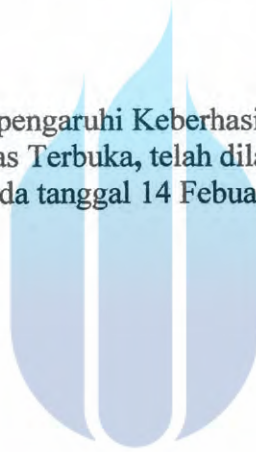 pengaruhi Keberhasi
as Terbuka, telah dila
da tanggal 14 Febua